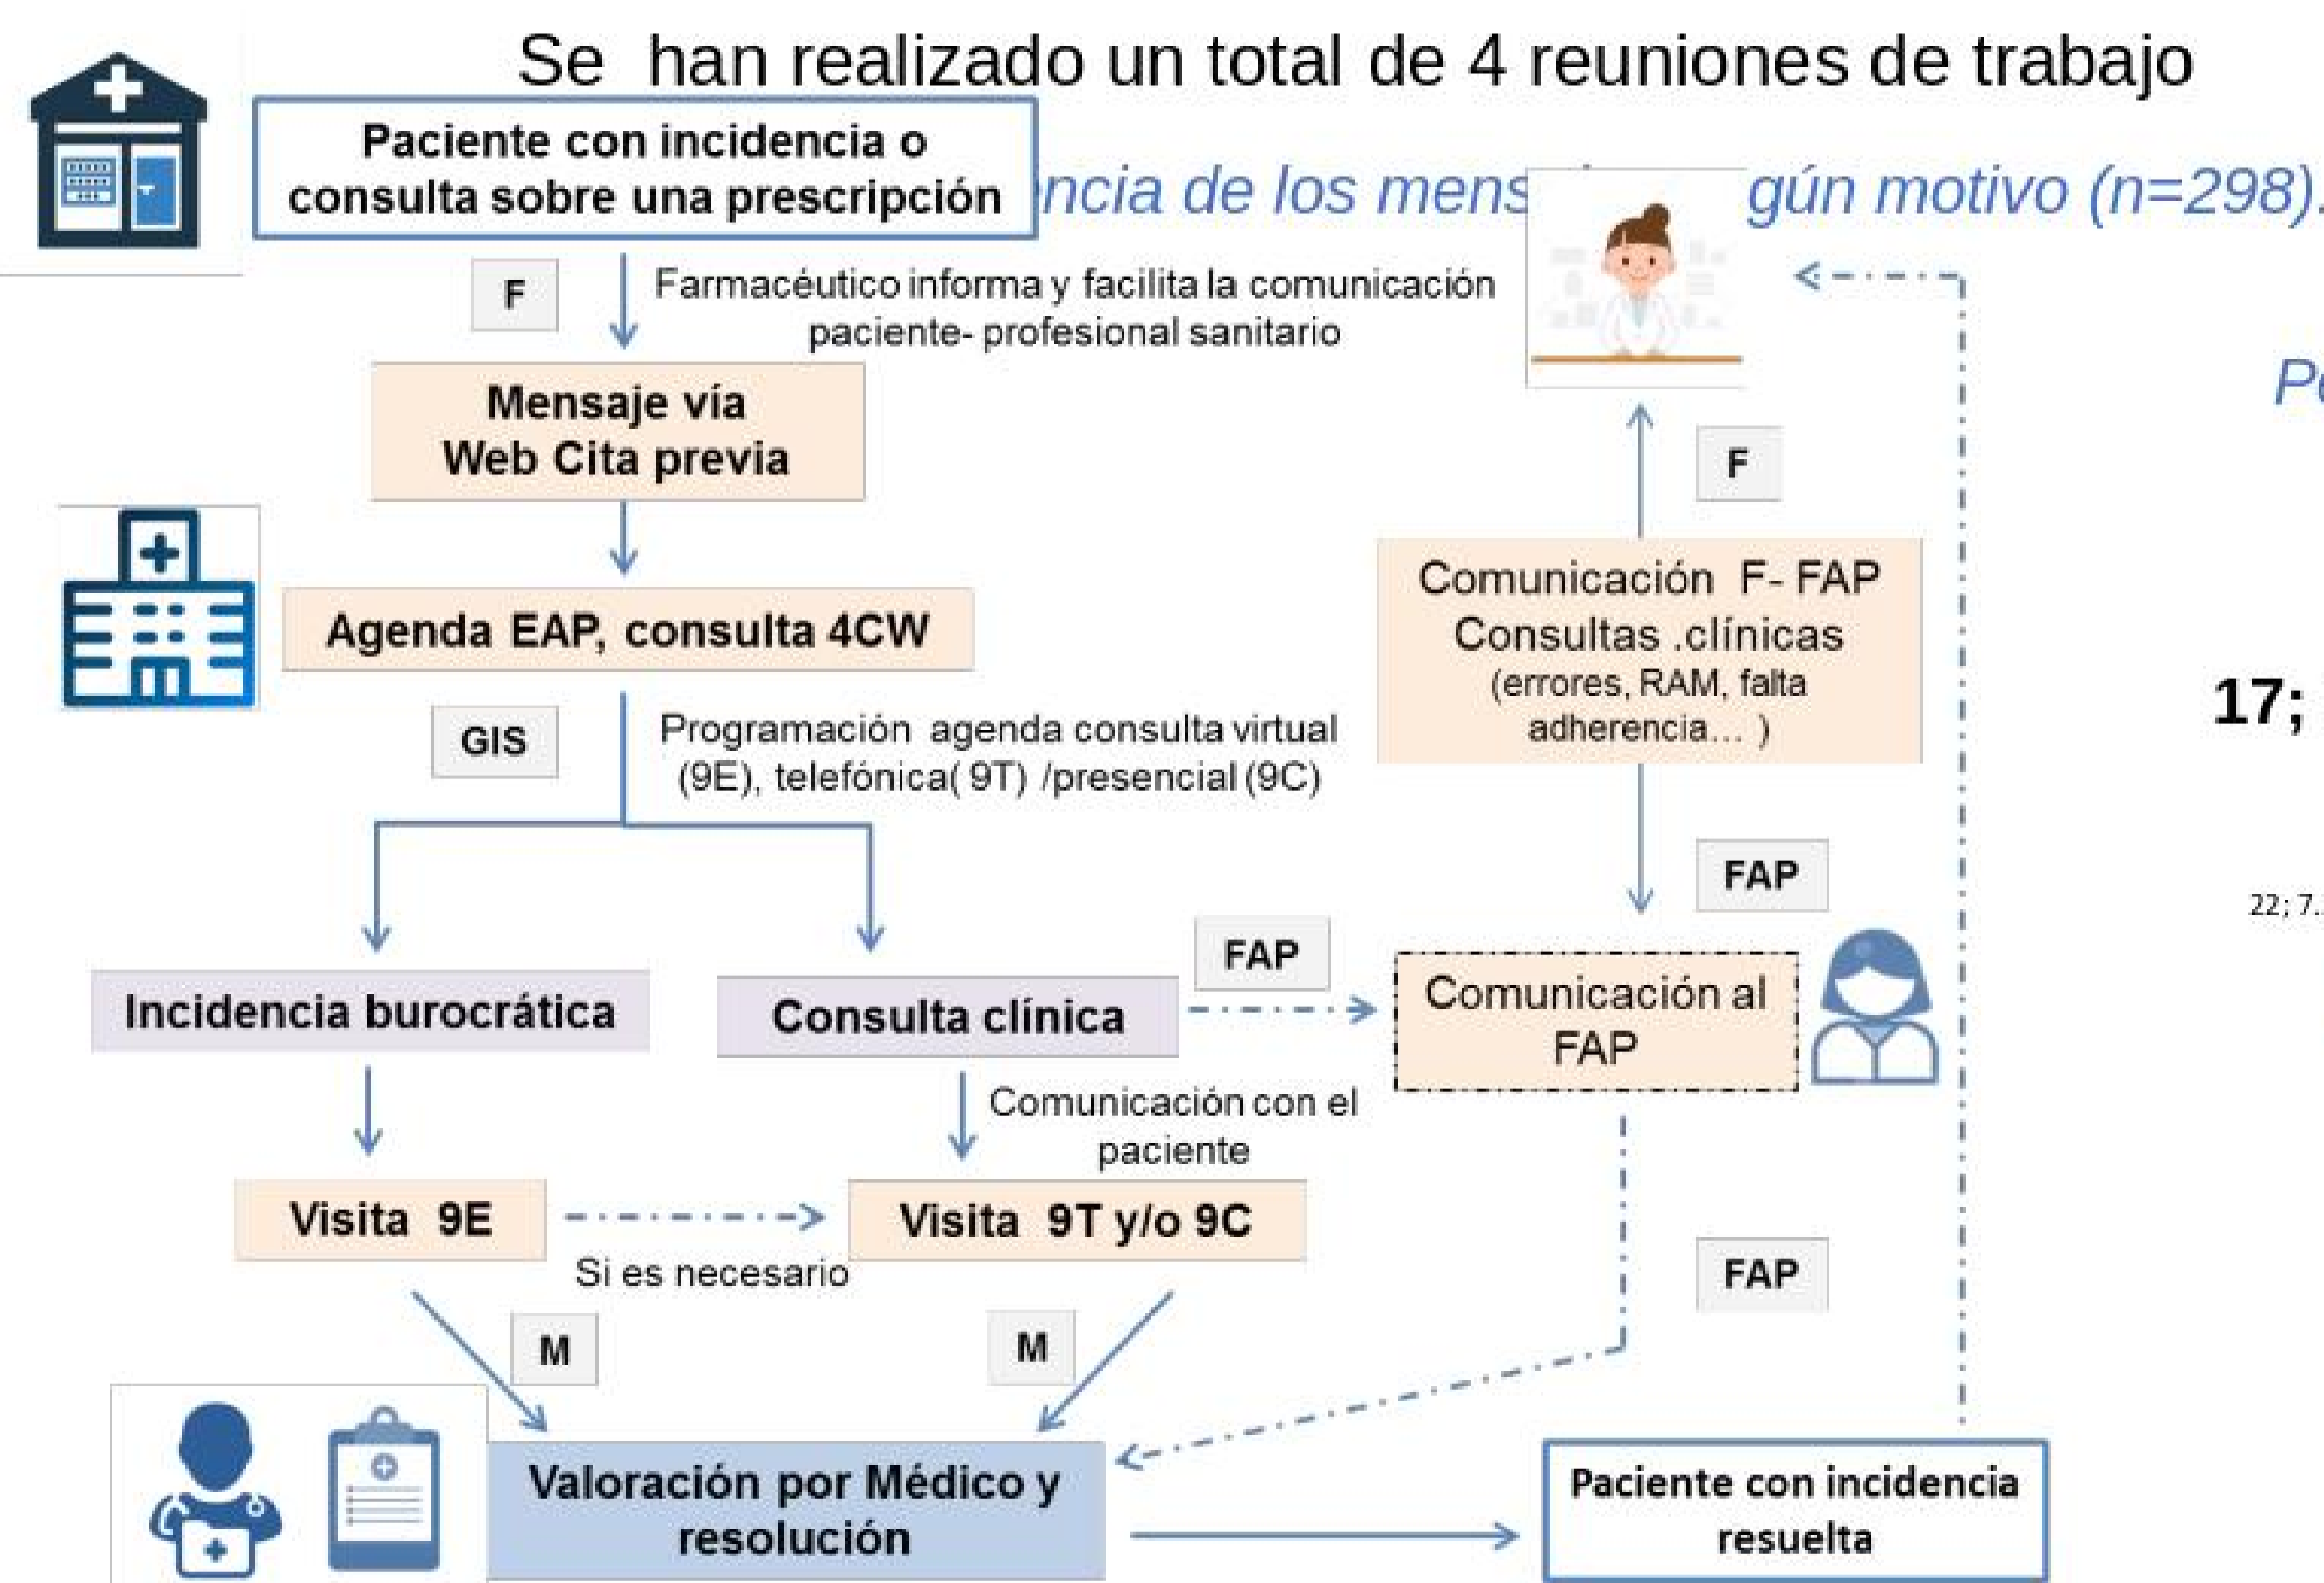 Se han realizado un total de 4 reuniones de trabajo
Paciente con incidencia o
consulta sobre una prescripción
de los
motivo (n=298).
F
Farmacéutico informa y facilita la comunicación
paciente- profesional sanitario
Mensaje vía
Web Cita previa
F
Agenda EAP, consulta 4CW
Comunicación F- FAP
Consultas .clínicas
(errores, RAM, falta
adherencia... )
17;
GIS
Programación agenda consulta virtual
(9E), telefónica( 9T) /presencial (9C)
FAP
22; 7.
FAP
Incidencia burocrática
Consulta clínica
Comunicación al
FAP
Comunicación con el
paciente
Visita 9E
Visita 9T y/o 9C
Si es necesario
FAP
M
M
Valoración por Médico y
resolución
Paciente con incidencia
resuelta